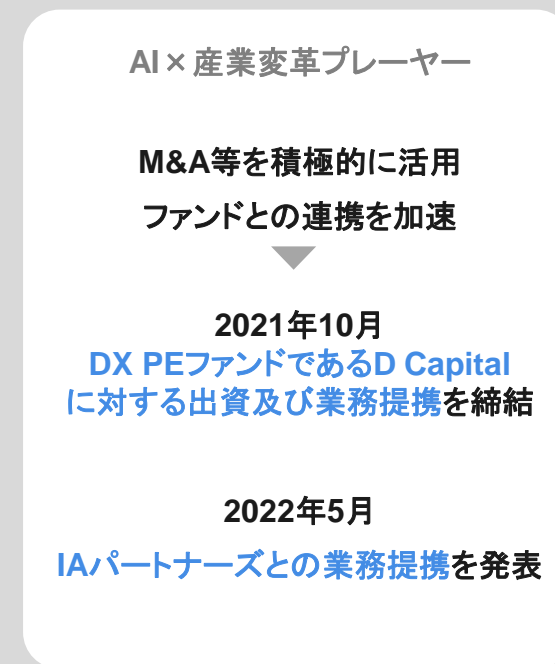 AI×産業変革プレーヤー
M&A等を積極的に活用
ファンドとの連携を加速
2021年10月
DX PEファンドであるD Capital
に対する出資及び業務提携を締結
2022年5月
IAパートナーズとの業務提携を発表